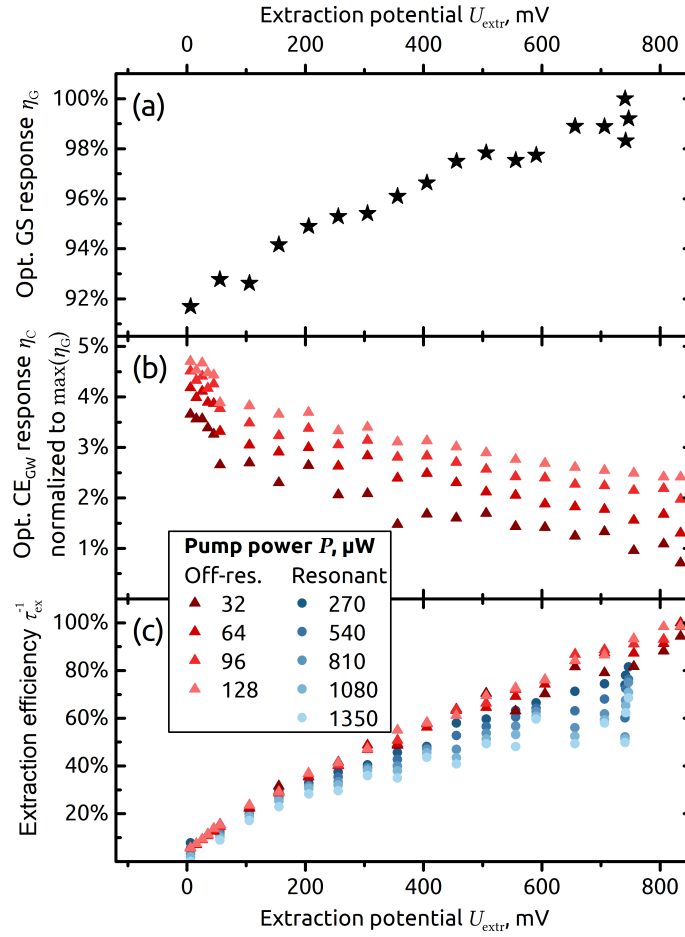 Extraction potential U_extr, mV
0 200 400 600 800
(a)
Opt. GS response η_G
100%
98%
96%
94%
92%
(b)
Opt. CE_GW response η_C
normalized to max(η_G)
5%
4%
3%
2%
1%
Pump power P, µW
Off-res. Resonant
32 270
64 540
96 810
128 1080
1350
(c)
Extraction efficiency τ_ex^-1
100%
80%
60%
40%
20%
0 200 400 600 800
Extraction potential U_extr, mV